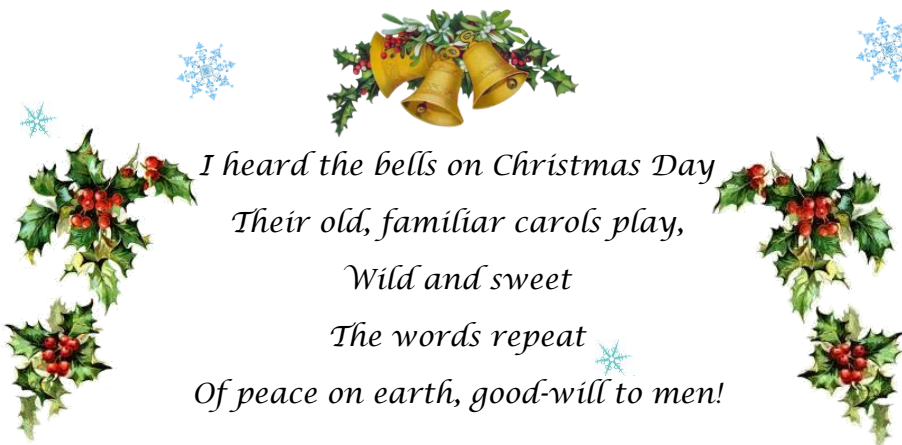 I heard the bells on Christmas Day
Their old, familiar carols play,
Wild and sweet
The words repeat
Of peace on earth, good-will to men!